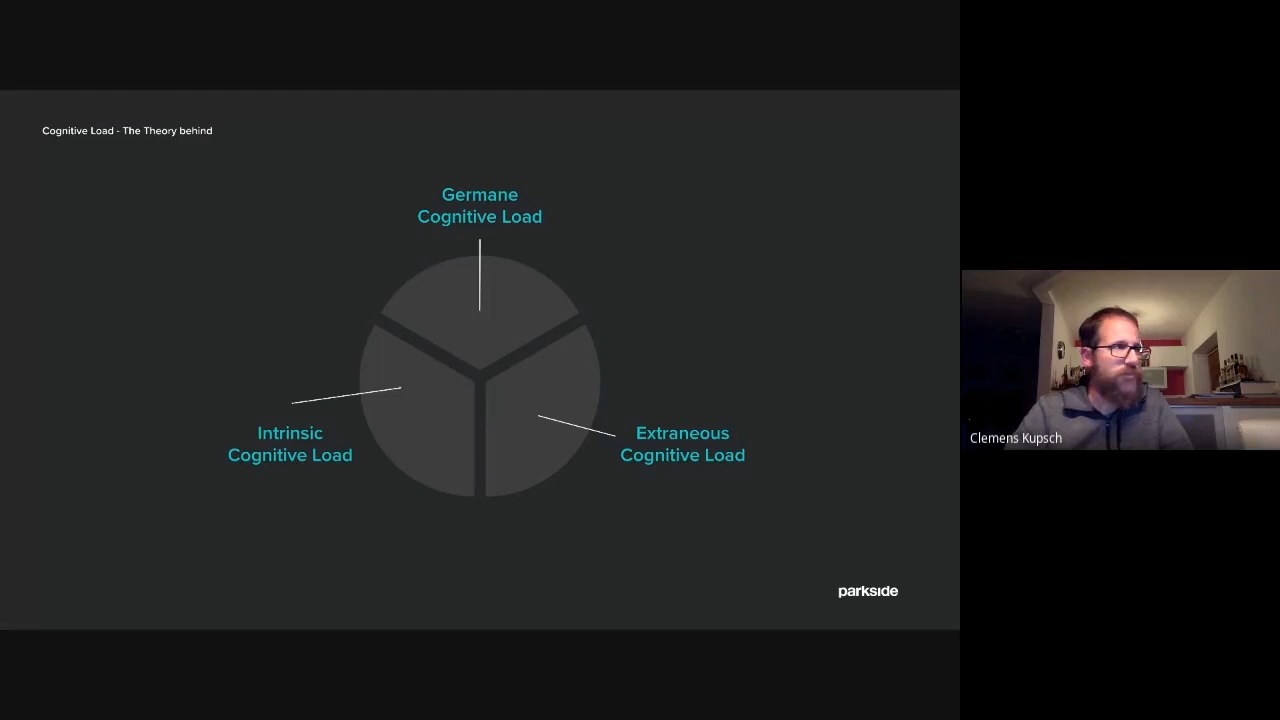 Cognitive Load - The Theory behind
Germane
Cognitive Load
Intrinsic
Cognitive Load
Extraneous
Cognitive Load
parkside
Clemens Kupsch